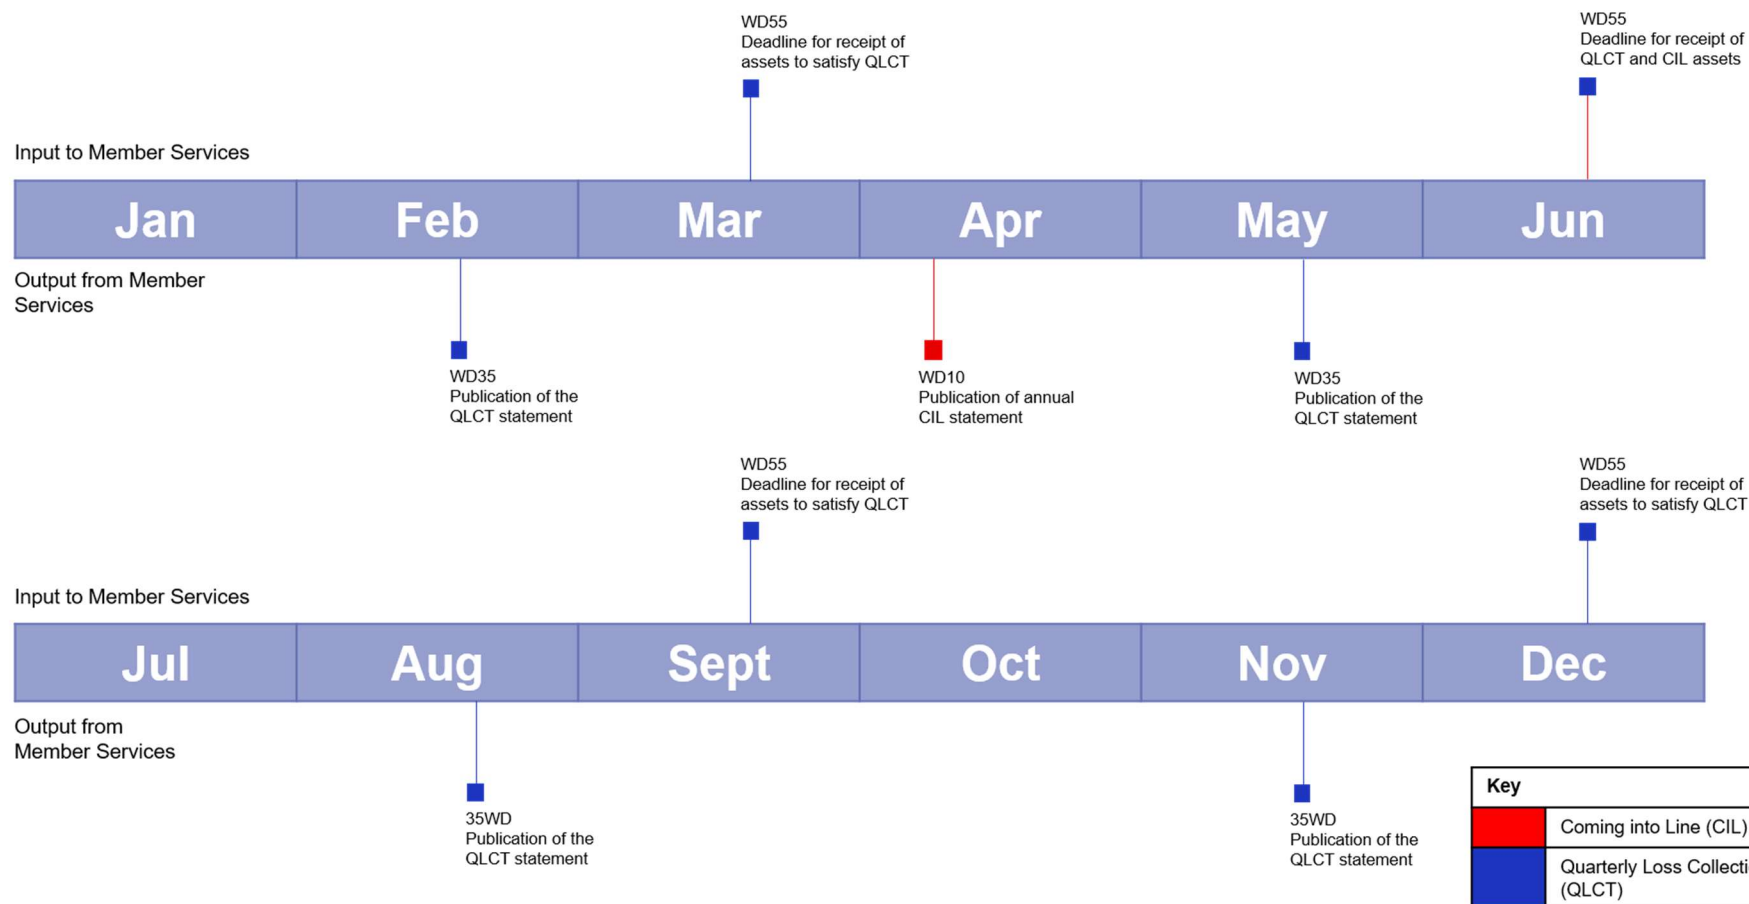 WD55
Deadline for receipt of
assets to satisfy QLCT
WD55
Deadline for receipt of
QLCT and CIL assets
Input to Member Services
Jan
Feb
Mar
Apr
May
Jun
Output from Member
Services
WD35
Publication of the
QLCT statement
WD10
Publication of annual
CIL statement
WD35
Publication of the
QLCT statement
WD55
Deadline for receipt of
assets to satisfy QLCT
WD55
Deadline for receipt of
assets to satisfy QLCT
Input to Member Services
Jul
Aug
Sept
Oct
Nov
Dec
Output from
Member Services
35WD
Publication of the
QLCT statement
35WD
Publication of the
QLCT statement
Key
Coming into Line (CIL)
Quarterly Loss
(QLCT)